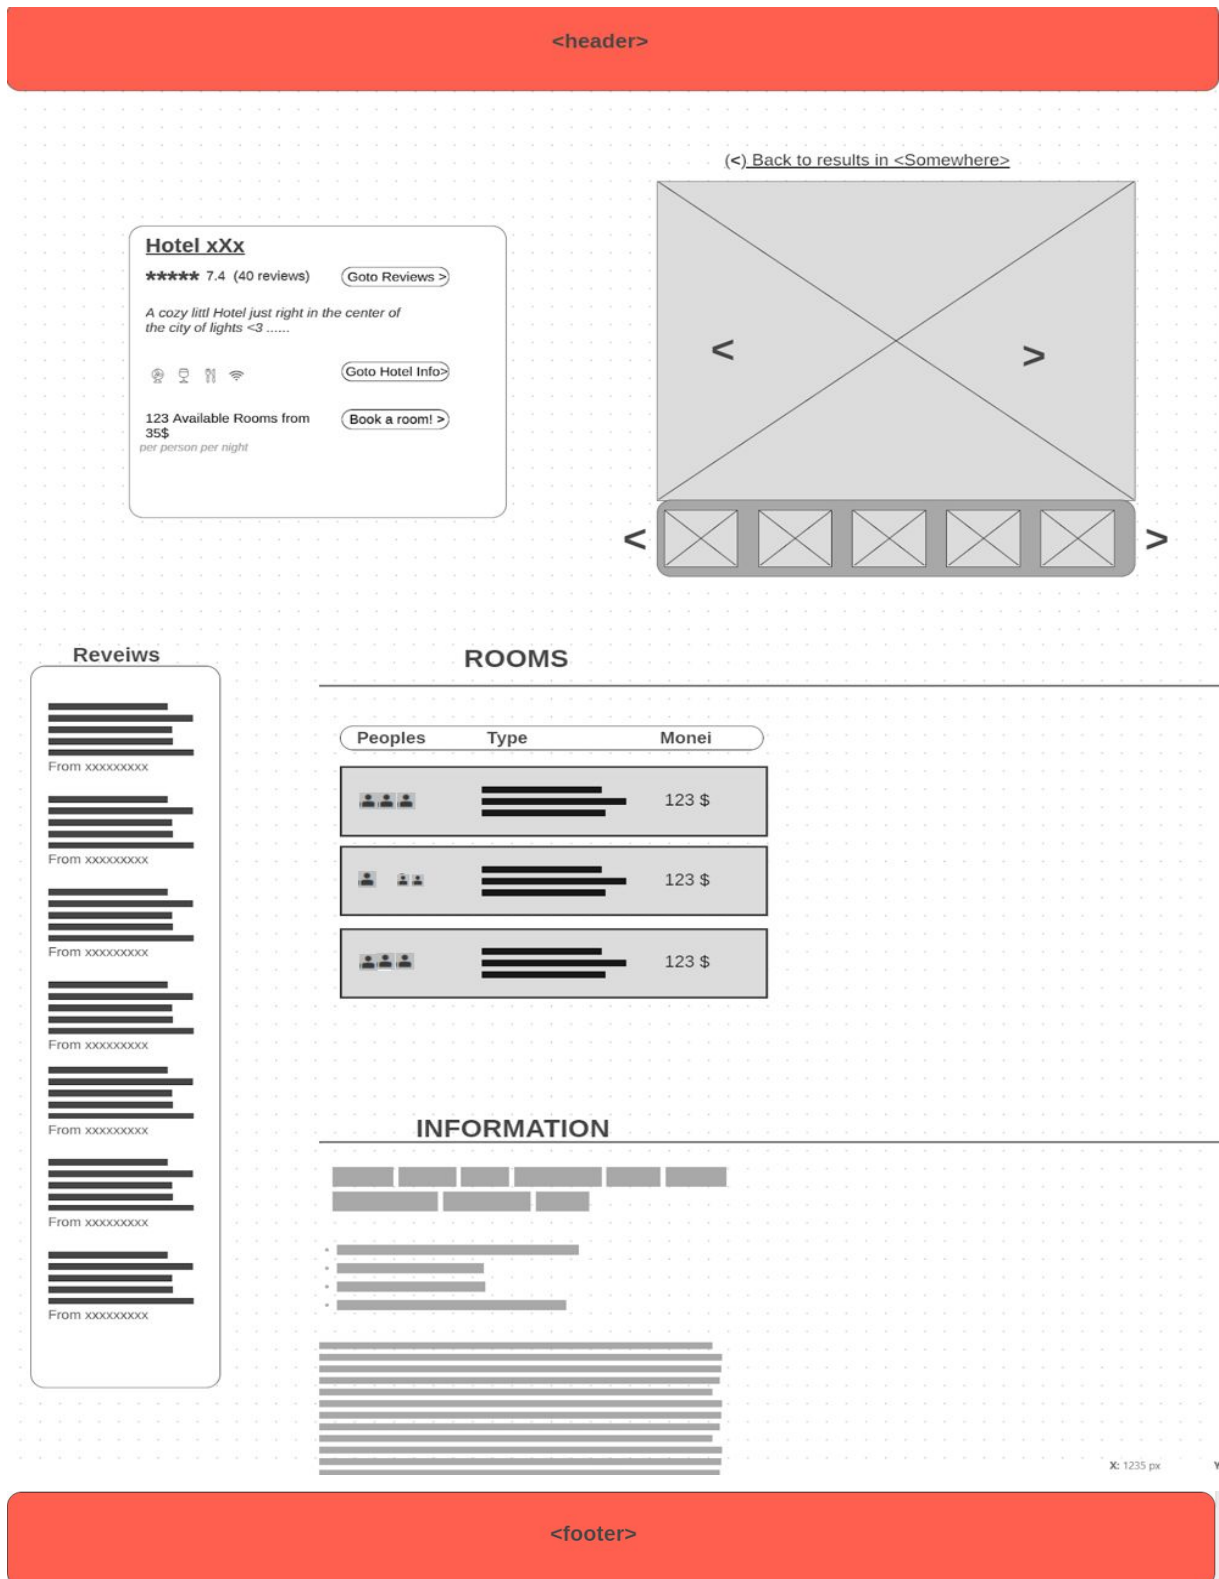 <header>
(<) Back to results in <Somewhere>
Hotel xXx
***** 7.4 (40 reviews)
Goto Reviews >
A cozy littl Hotel just right in the center of
the city of lights <3 ......
Goto Hotel Info>
123 Available Rooms from
35$
Book a room! >
per person per night
<
>
<
>
Reveiws
From xxxxxxxxx
From xxxxxxxxx
From xxxxxxxxx
From xxxxxxxxx
From xxxxxxxxx
From xxxxxxxxx
From xxxxxxxxx
ROOMS
Peoples Type Monei
123 $
123 $
123 $
INFORMATION
X: 1235 px
Y
<footer>